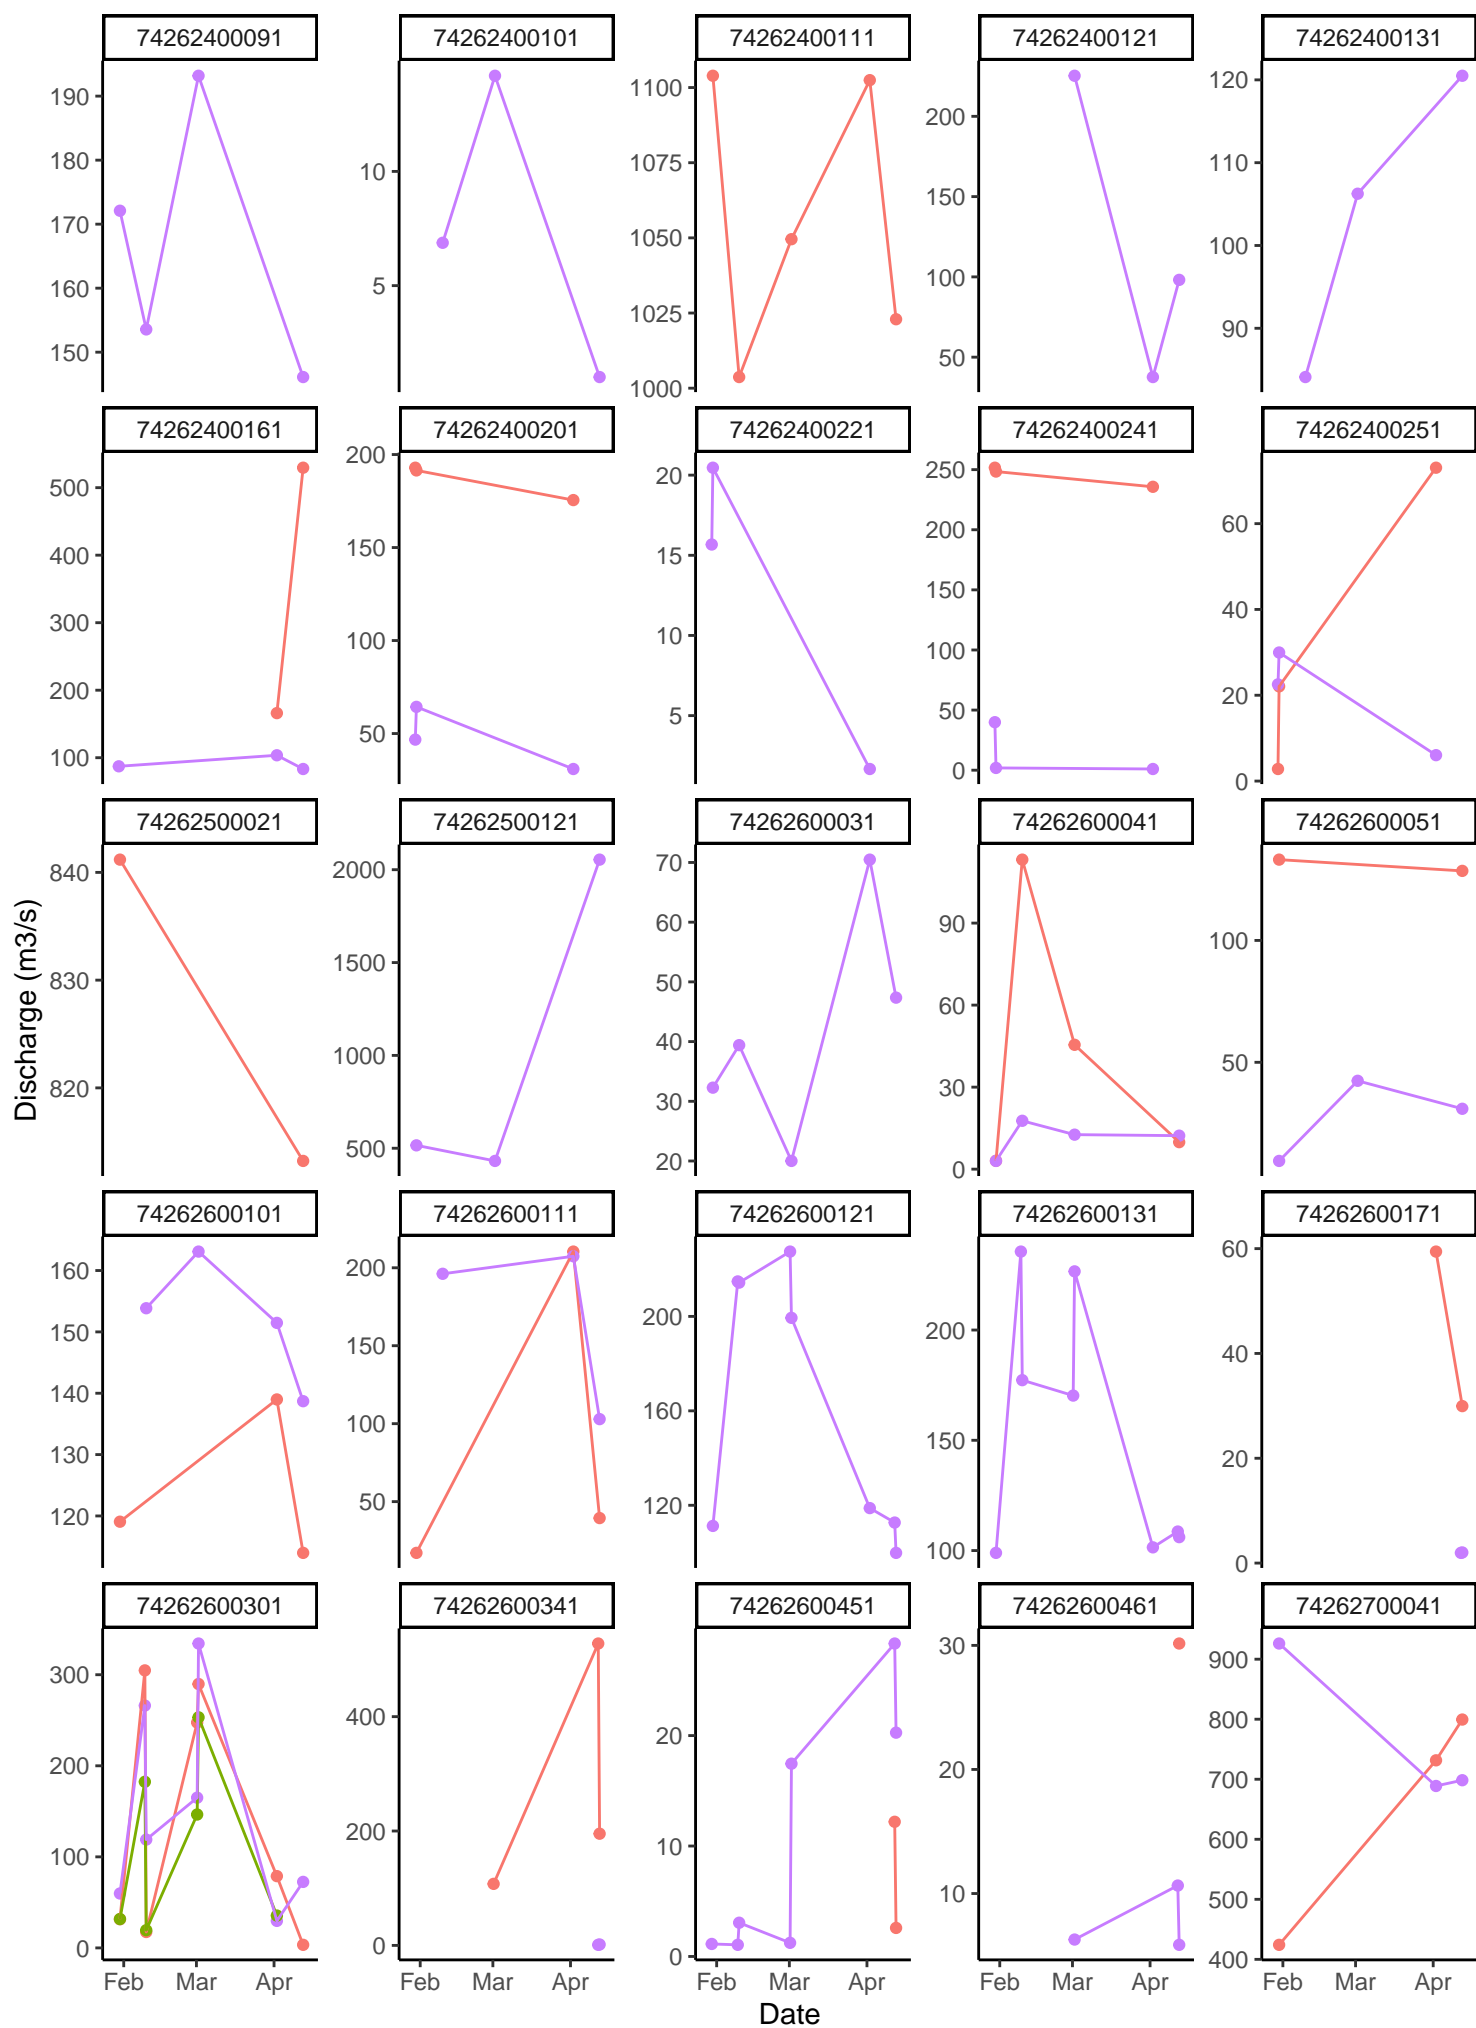 74262400091 74262400101 74262400111 74262400121 74262400131
190 180 170 160 150
10 5
1100 1075 1050 1025 1000
200 150 100 50
120 110 100 90
74262400161 74262400201 74262400221 74262400241 74262400251
500 400 300 200 100
200 150 100 50
20 15 10 5
250 200 150 100 50 0
60 40 20 0
74262500021 74262500121 74262600031 74262600041 74262600051
840 830 820
2000 1500 1000 500
70 60 50 40 30 20
90 60 30 0
100 50
74262600101 74262600111 74262600121 74262600131 74262600171
160 150 140 130 120
200 150 100 50
200 160 120
200 150 100
60 40 20 0
74262600301 74262600341 74262600451 74262600461 74262700041
300 200 100 0
400 200 0
20 10 0
30 20 10
900 800 700 600 500 400
Feb Mar Apr Feb Mar Apr Feb Mar Apr Feb Mar Apr Feb Mar Apr
Date
Discharge (m3/s)